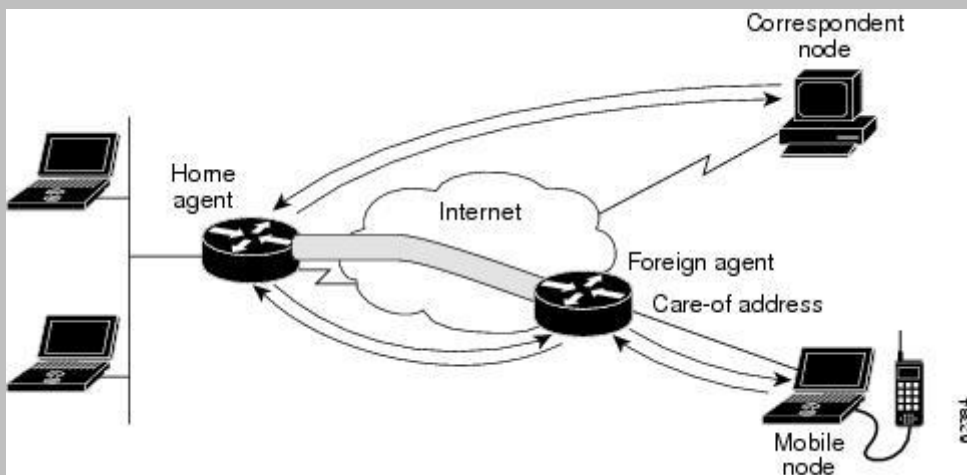 Correspondent
node
Home
agent
Internet
Foreign agent
Care-of address
Mobile
node